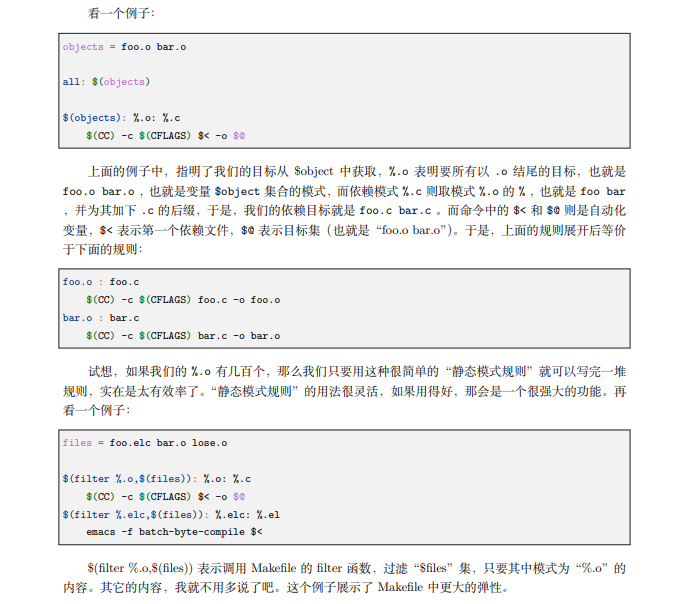 看一个例子：
objects = foo.o bar.o
all: $(objects)
$(objects): %.o: %.c
$(CC) -c $(CFLAGS) $< -o $@
上面的例子中，指明了我们的目标从 $object 中获取，%.o 表明要所有以 .o 结尾的目标，也就是
foo.o bar.o ，也就是变量 $object 集合的模式，而依赖模式 %.c 则取模式 %.o 的 % ，也就是 foo bar
，并为其加下 .c 的后缀，于是，我们的依赖目标就是 foo.c bar.c 。而命令中的 $< 和 $@ 则是自动化
变量，$< 表示第一个依赖文件，$@ 表示目标集（也就是 “foo.o bar.o”）。于是，上面的规则展开后等价
于下面的规则：
foo.o : foo.c
$(CC) -c $(CFLAGS) foo.c -o foo.o
bar.o : bar.c
$(CC) -c $(CFLAGS) bar.c -o bar.o
试想，如果我们的 %.o 有几百个，那么我们只要用这种很简单的 “静态模式规则” 就可以写完一堆
规则，实在是太有效率了。“静态模式规则” 的用法很灵活，如果用得好，那会是一个很强大的功能。再
看一个例子：
files = foo.elc bar.o lose.o
$(filter %.o,$(files)): %.o: %.c
$(CC) -c $(CFLAGS) $< -o $@
$(filter %.elc,$(files)): %.elc: %.el
emacs -f batch-byte-compile $<
$(filter %.o,$(files)) 表示调用 Makefile 的 filter 函数，过滤 “$files” 集，只要其中模式为 “%.o” 的
内容。其它的内容，我就不用多说了吧。这个例子展示了 Makefile 中更大的弹性。